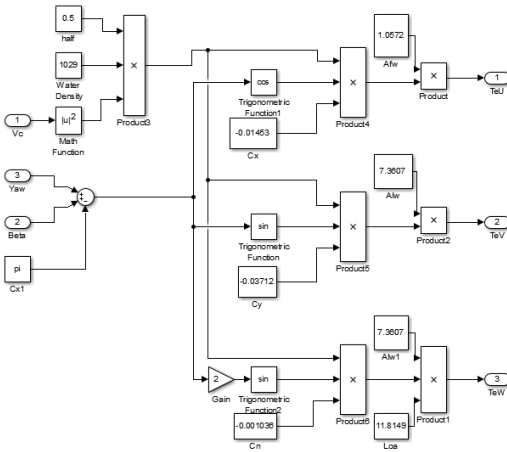 0.5
half
1029
Water
Density
1
Vc
|u|²
Math
Function
×
Product3
3
Yaw
2
Beta
+
+
-
pi
Cx1
cos
Trigonometric
Function1
-0.01453
Cx
×
Product4
1.0572
Afw
×
Product
1
TeU
sin
Trigonometric
Function
-0.03712
Cy
×
Product5
7.3607
Alw
×
Product2
2
TeV
2
Gain
sin
Trigonometric
Function2
-0.001036
Cn
×
Product6
7.3607
Alw1
11.8149
Loa
×
Product1
3
TeW